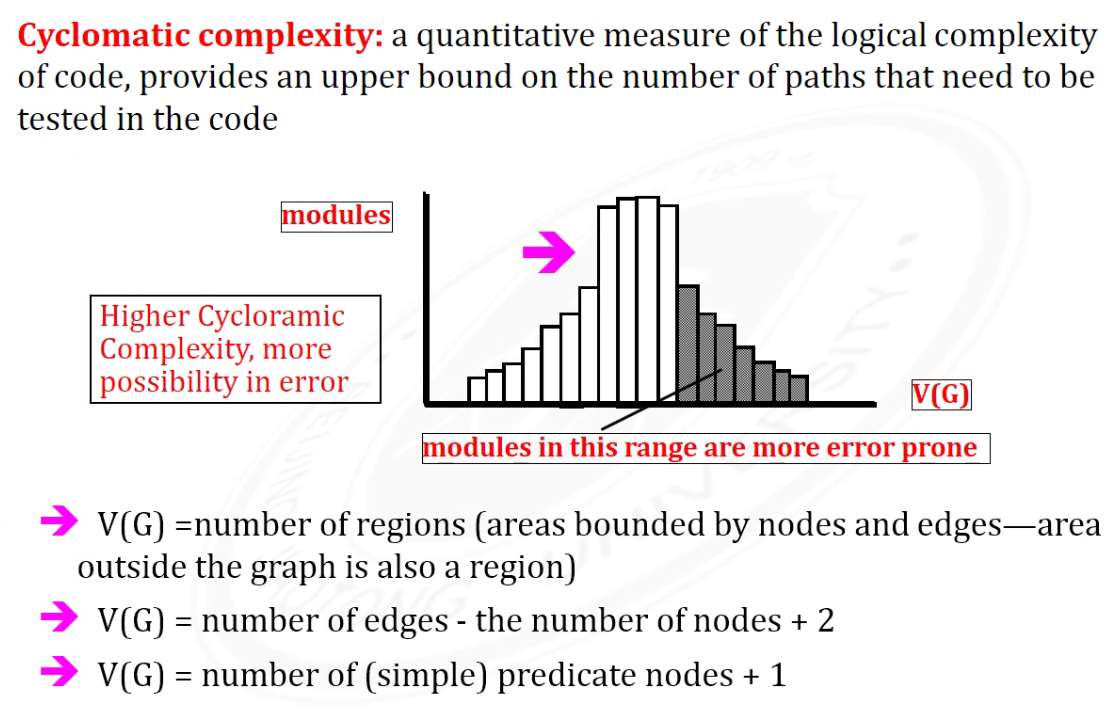 Cyclomatic complexity: a quantitative measure of the logical complexity
of code, provides an upper bound on the number of paths that need to be
tested in the code
modules
Higher Cycloramic
Complexity, more
possibility in error
V(G)
modules in this range are more error prone
V(G) =number of regions (areas bounded by nodes and edges—area
outside the graph is also a region)
V(G) = number of edges - the number of nodes + 2
V(G) = number of (simple) predicate nodes + 1